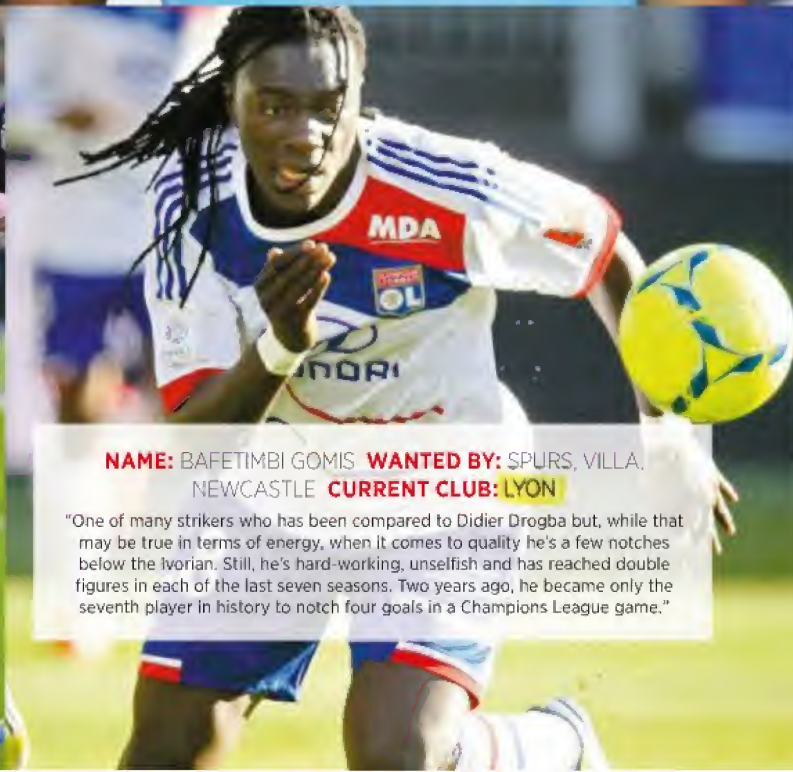 MDA
OL
NAME: BAFETIMBI GOMIS WANTED BY: SPURS, VILLA,
NEWCASTLE CURRENT CLUB: LYON
"One of many strikers who has been compared to Didier Drogba but, while that
may be true in terms of energy, when it comes to quality he's a few notches
below the Ivorian. Still, he's hard-working, unselfish and has reached double
figures in each of the last seven seasons. Two years ago, he became only the
seventh player in history to notch four goals in a Champions League game."